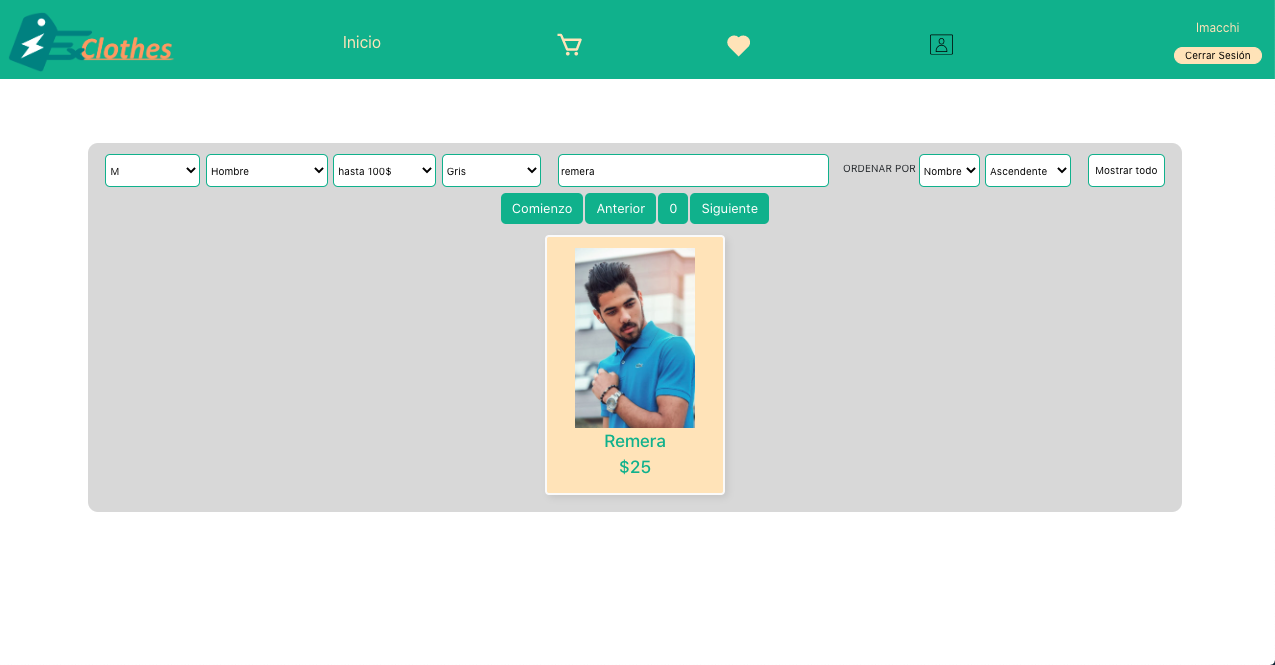 Clothes
Inicio
lmacchi
Cerrar Sesión
M
Hombre
hasta 100$
Gris
remera
ORDENAR POR
Nombre
Ascendente
Mostrar todo
Comienzo
Anterior
0
Siguiente
Remera
$25